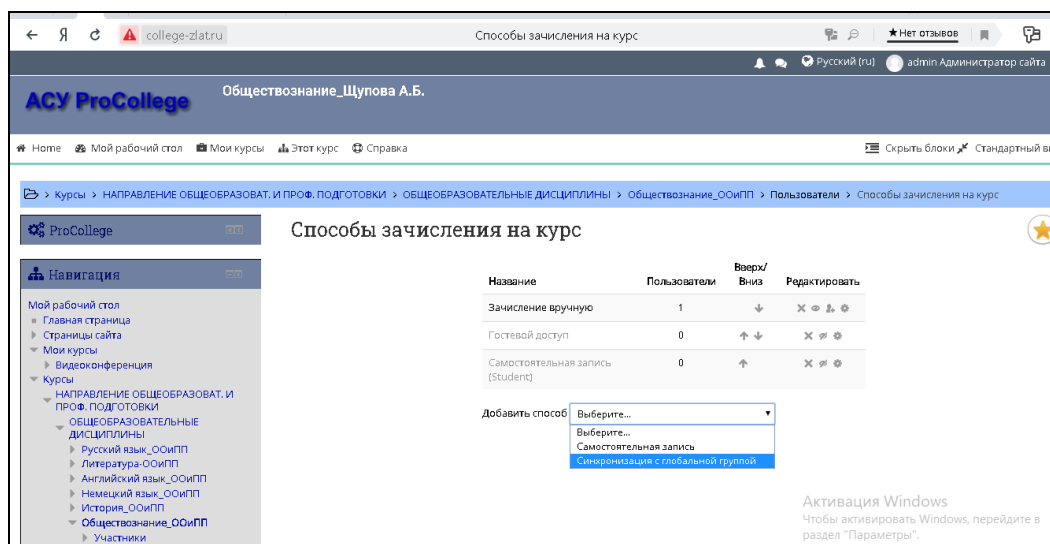 college-zlat.ru Способы зачисления на курс ★ Нет отзывов
Русский (ru) admin Администратор сайта
АСУ ProCollege Обществознание_Щупова А.Б.
Home Мой рабочий стол Мои курсы Этот курс Справка Скрыть блоки Стандартный ви
Курсы > НАПРАВЛЕНИЕ ОБЩЕОБРАЗОВАТ. И ПРОФ. ПОДГОТОВКИ > ОБЩЕОБРАЗОВАТЕЛЬНЫЕ ДИСЦИПЛИНЫ > Обществознание_ООиПП > Пользователи > Способы зачисления на курс
ProCollege
Способы зачисления на курс
Навигация
Мой рабочий стол
Главная страница
Страницы сайта
Мои курсы
Видеоконференция
Курсы
НАПРАВЛЕНИЕ ОБЩЕОБРАЗОВАТ. И
ПРОФ. ПОДГОТОВКИ
ОБЩЕОБРАЗОВАТЕЛЬНЫЕ
ДИСЦИПЛИНЫ
Русский язык_ООиПП
Литература-ООиПП
Английский язык_ООиПП
Немецкий язык_ООиПП
История_ООиПП
Обществознание_ООиПП
Участники
Название Пользователи Вверх/Вниз Редактировать
Зачисление вручную 1
Гостевой доступ 0
Самостоятельная запись 0
(Student)
Добавить способ Выберите...
Выберите...
Самостоятельная запись
Синхронизация с глобальной группой
Активация Windows
Чтобы активировать Windows, перейдите в
раздел "Параметры".